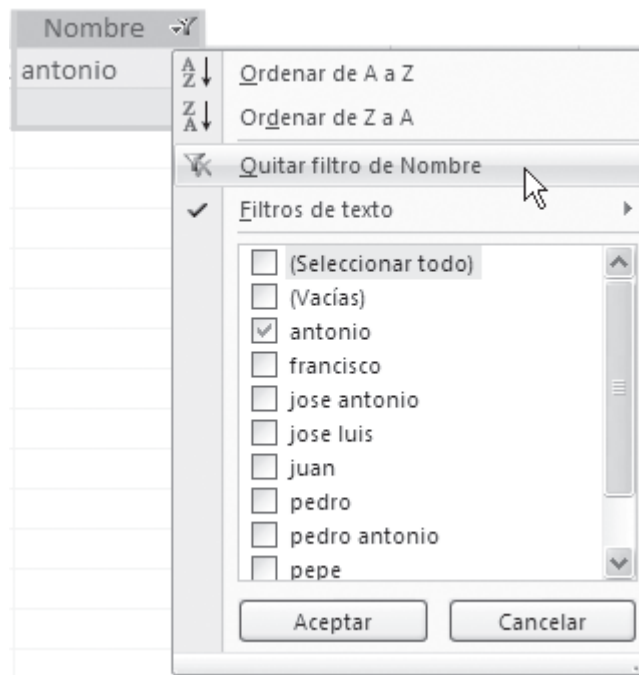 Nombre
antonio
Ordenar de A a Z
Ordenar de Z a A
Quitar filtro de Nombre
Filtros de texto
(Seleccionar todo)
(Vacías)
antonio
francisco
jose antonio
jose luis
juan
pedro
pedro antonio
pepe
Aceptar
Cancelar